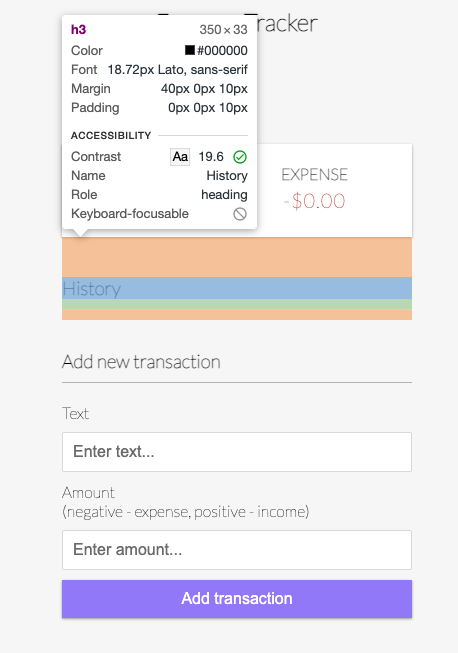 Tracker
h3 350 × 33
Color #000000
Font 18.72px Lato, sans-serif
Margin 40px 0px 10px
Padding 0px 0px 10px
ACCESSIBILITY
Contrast Aa 19.6
Name History
Role heading
Keyboard-focusable
EXPENSE
-$0.00
History
Add new transaction
Text
Enter text...
Amount
(negative - expense, positive - income)
Enter amount...
Add transaction